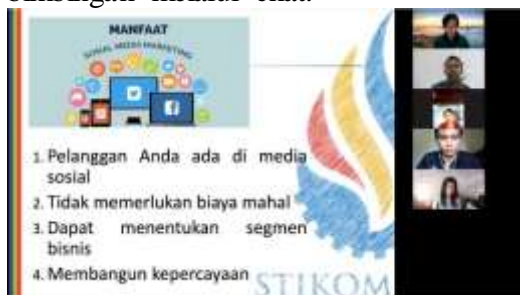 MANFAAT
SOCIAL MEDIA MARKETING
1. Pelanggan Anda ada di media
sosial
2. Tidak memerlukan biaya mahal
3. Dapat menentukan segmen
bisnis
4. Membangun kepercayaan
STIKOM